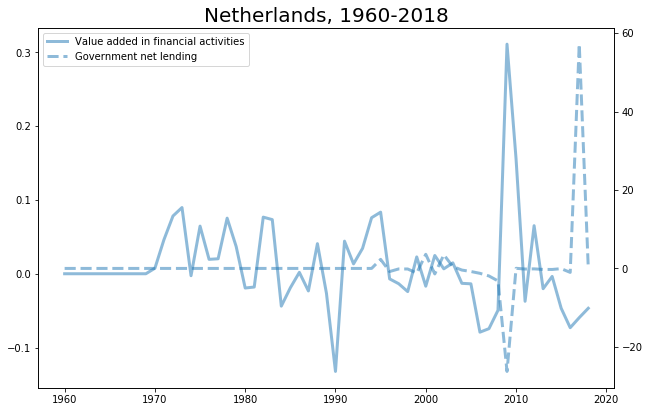 Netherlands, 1960-2018
Value added in financial activities
Government net lending
0.3
0.2
0.1
0.0
−0.1
60
40
20
0
−20
1960 1970 1980 1990 2000 2010 2020